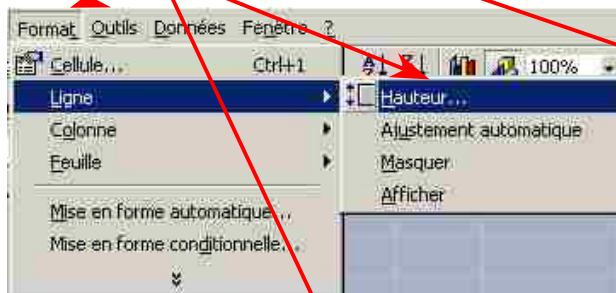 Format Outils Données Fenêtre ?
Cellule... Ctrl+1
Ligne
Colonne
Feuille
Mise en forme automatique...
Mise en forme conditionnelle...
100%
Hauteur...
Ajustement automatique
Masquer
Afficher